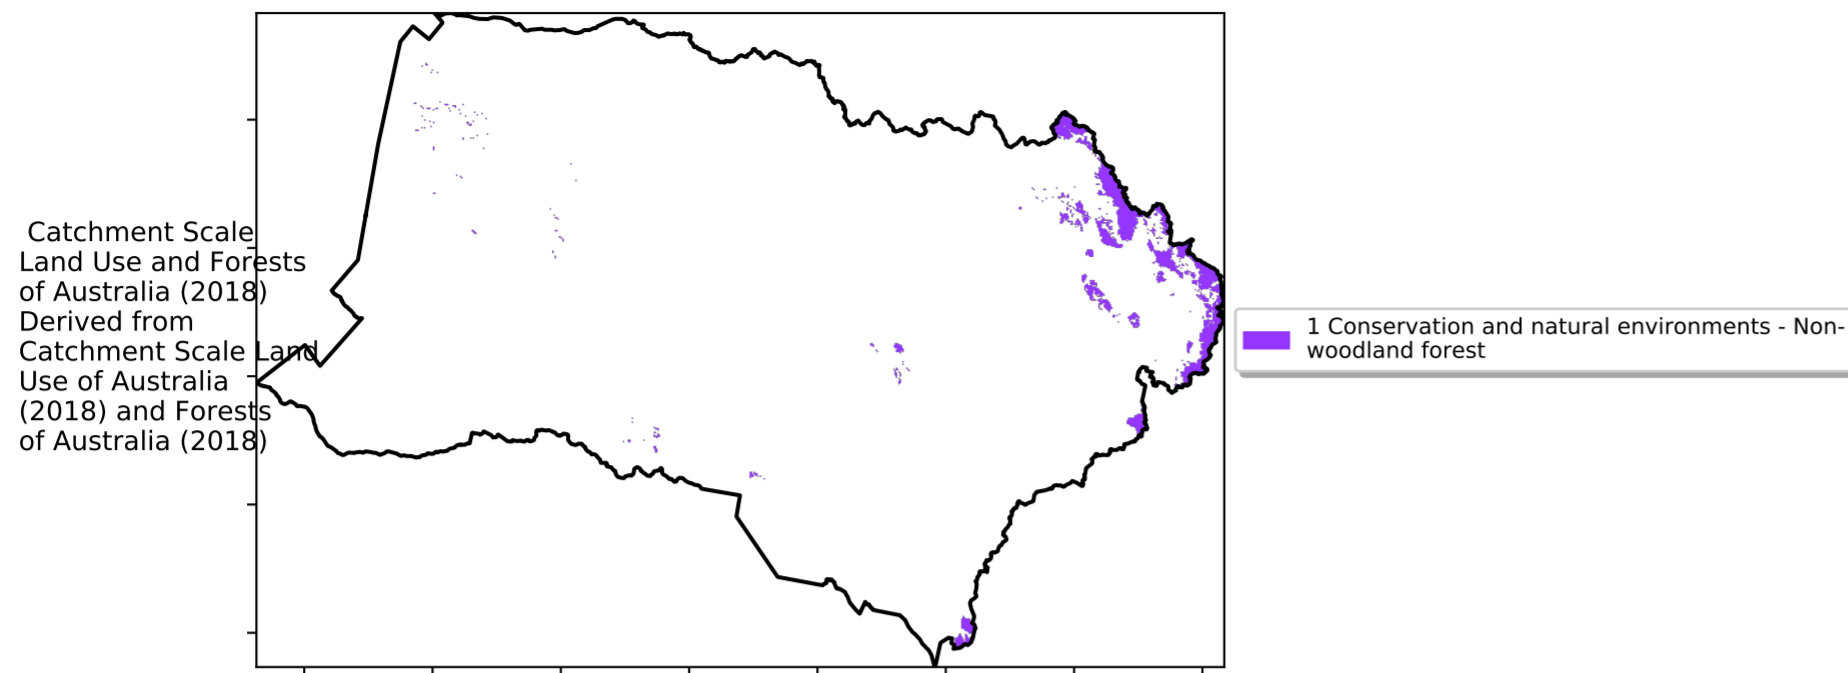 Catchment Scale
Land Use and Forests
of Australia (2018)
Derived from
Catchment Scale Land
Use of Australia
(2018) and Forests
of Australia (2018)
1 Conservation and natural environments - Non-
woodland forest